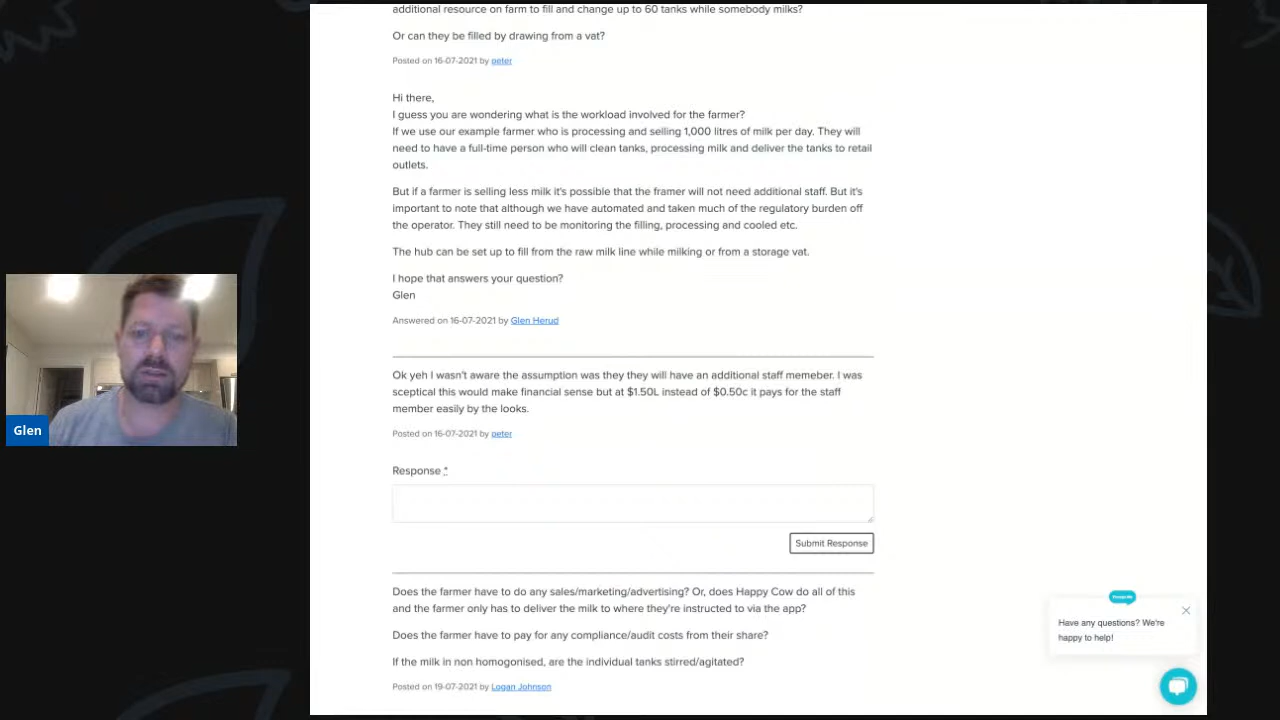 additional resource on farm to fill and change up to 60 tanks while somebody milks?
Or can they be filled by drawing from a vat?
Posted on 16-07-2021 by peter
Hi there,
I guess you are wondering what is the workload involved for the farmer?
If we use our example farmer who is processing and selling 1,000 litres of milk per day. They will
need to have a full-time person who will clean tanks, processing milk and deliver the tanks to retail
outlets.
But if a farmer is selling less milk it's possible that the framer will not need additional staff. But it's
important to note that although we have automated and taken much of the regulatory burden off
the operator. They still need to be monitoring the filling, processing and cooled etc.
The hub can be set up to fill from the raw milk line while milking or from a storage vat.
I hope that answers your question?
Glen
Answered on 16-07-2021 by Glen Herud
Ok yeh I wasn't aware the assumption was they they will have an additional staff memeber. I was
sceptical this would make financial sense but at $1.50L instead of $0.50c it pays for the staff
member easily by the looks.
Posted on 16-07-2021 by peter
Response *
Submit Response
Does the farmer have to do any sales/marketing/advertising? Or, does Happy Cow do all of this
and the farmer only has to deliver the milk to where they're instructed to via the app?
Does the farmer have to pay for any compliance/audit costs from their share?
If the milk in non homogonised, are the individual tanks stirred/agitated?
Posted on 19-07-2021 by Logan Johnson
Have any questions? We're
happy to help!
Glen